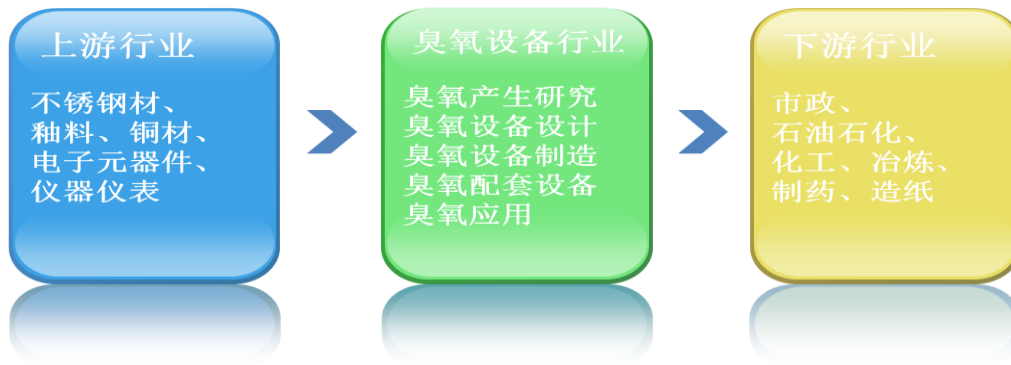 上游行业
不锈钢材、
釉料、铜材、
电子元器件、
仪器仪表
臭氧设备行业
臭氧产生研究
臭氧设备设计
臭氧设备制造
臭氧配套设备
臭氧应用
下游行业
市政、
石油石化、
化工、冶炼、
制药、造纸